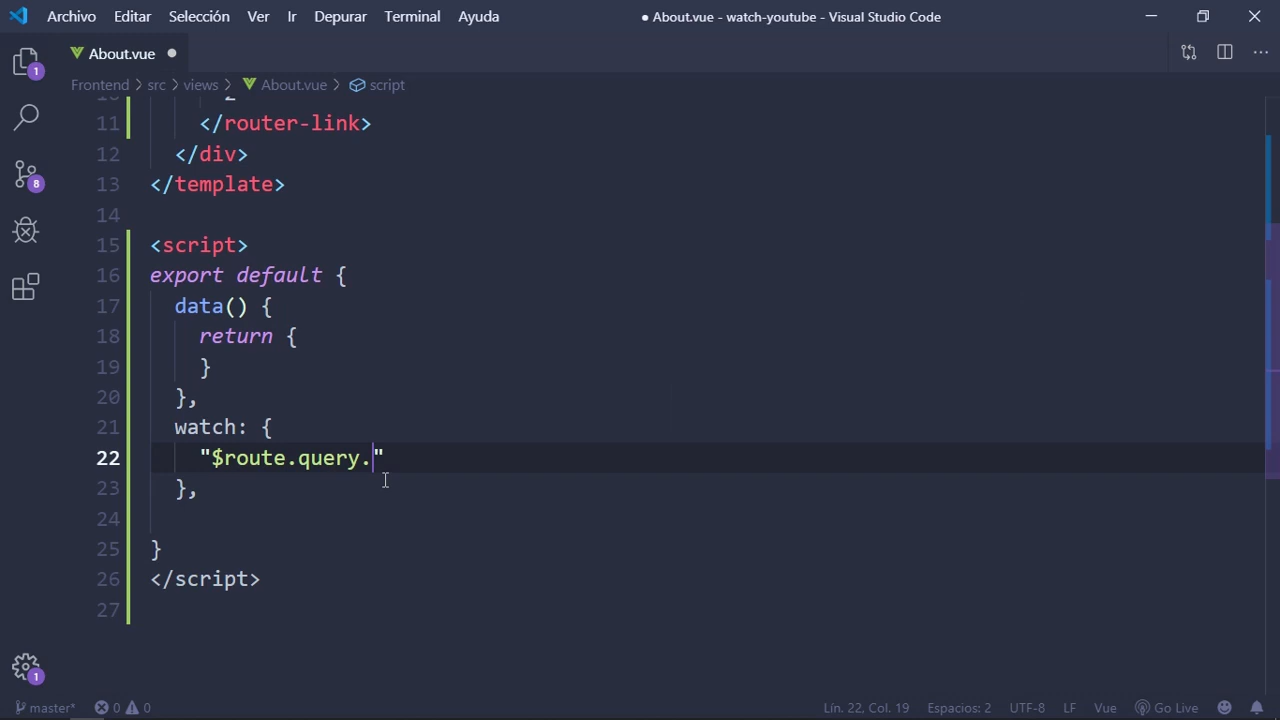 Archivo Editar Selección Ver Ir Depurar Terminal Ayuda ● About.vue - watch-youtube - Visual Studio Code
About.vue
1
Frontend > src > views > About.vue > script
11 </router-link>
12 </div>
13 </template>
14
15 <script>
16 export default {
17 data() {
18 return {
19 }
20 },
21 watch: {
22 "$route.query."
23 },
24
25 }
26 </script>
27
8
1
master* 0 0 Lín. 22, Col. 19 Espacios: 2 UTF-8 LF Vue Go Live